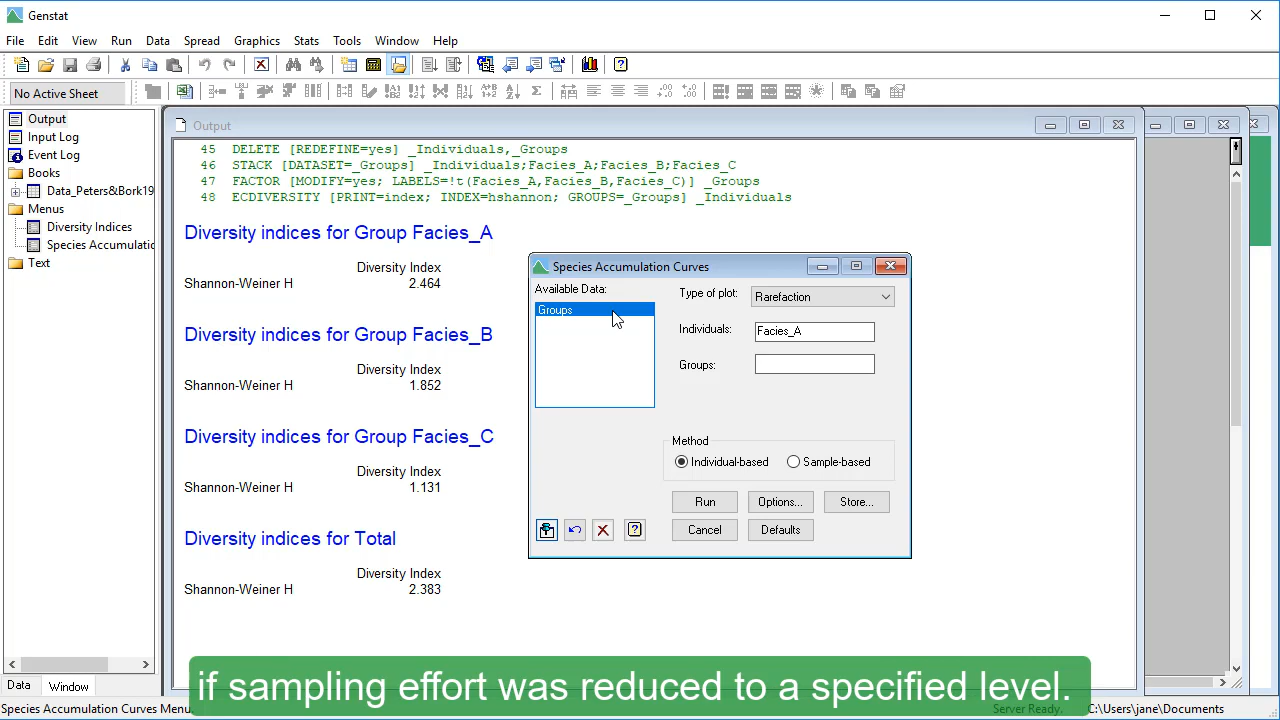 Genstat
File Edit View Run Data Spread Graphics Stats Tools Window Help
No Active Sheet
Output
Input Log
Event Log
Books
Data_Peters&Bork19
Menus
Diversity Indices
Species Accumulatic
Text
Data Window
Output
45 DELETE [REDEFINE=yes] _Individuals,_Groups
46 STACK [DATASET=_Groups] _Individuals;Facies_A;Facies_B;Facies_C
47 FACTOR [MODIFY=yes; LABELS=!t(Facies_A,Facies_B,Facies_C)] _Groups
48 ECDIVERSITY [PRINT=index; INDEX=hshannon; GROUPS=_Groups] _Individuals
Diversity indices for Group Facies_A
Diversity Index
Shannon-Weiner H 2.464
Diversity indices for Group Facies_B
Diversity Index
Shannon-Weiner H 1.852
Diversity indices for Group Facies_C
Diversity Index
Shannon-Weiner H 1.131
Diversity indices for Total
Diversity Index
Shannon-Weiner H 2.383
Species Accumulation Curves
Available Data:
Groups
Type of plot: Rarefaction
Individuals: Facies_A
Groups:
Method
Individual-based Sample-based
Run Options... Store...
Cancel Defaults
if sampling effort was reduced to a specified level.
Species Accumulation Curves Menu
Server Ready.
C:\Users\jane\Documents